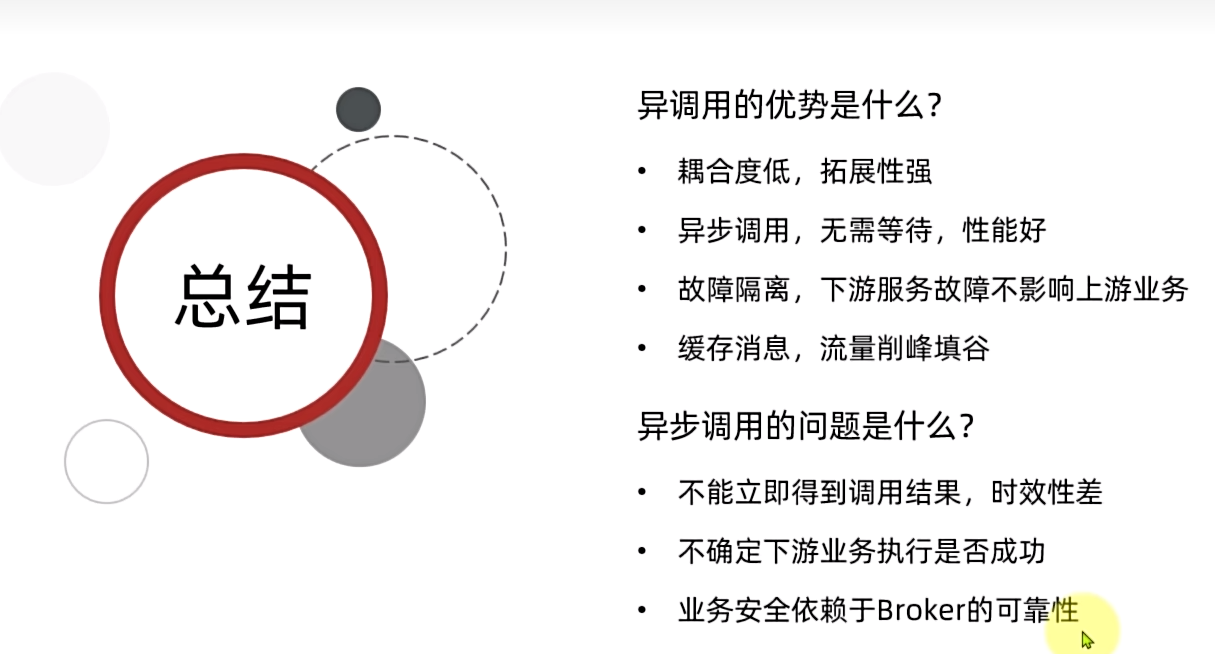 总结
异调用的优势是什么？
• 耦合度低，拓展性强
• 异步调用，无需等待，性能好
• 故障隔离，下游服务故障不影响上游业务
• 缓存消息，流量削峰填谷
异步调用的问题是什么？
• 不能立即得到调用结果，时效性差
• 不确定下游业务执行是否成功
• 业务安全依赖于Broker的可靠性